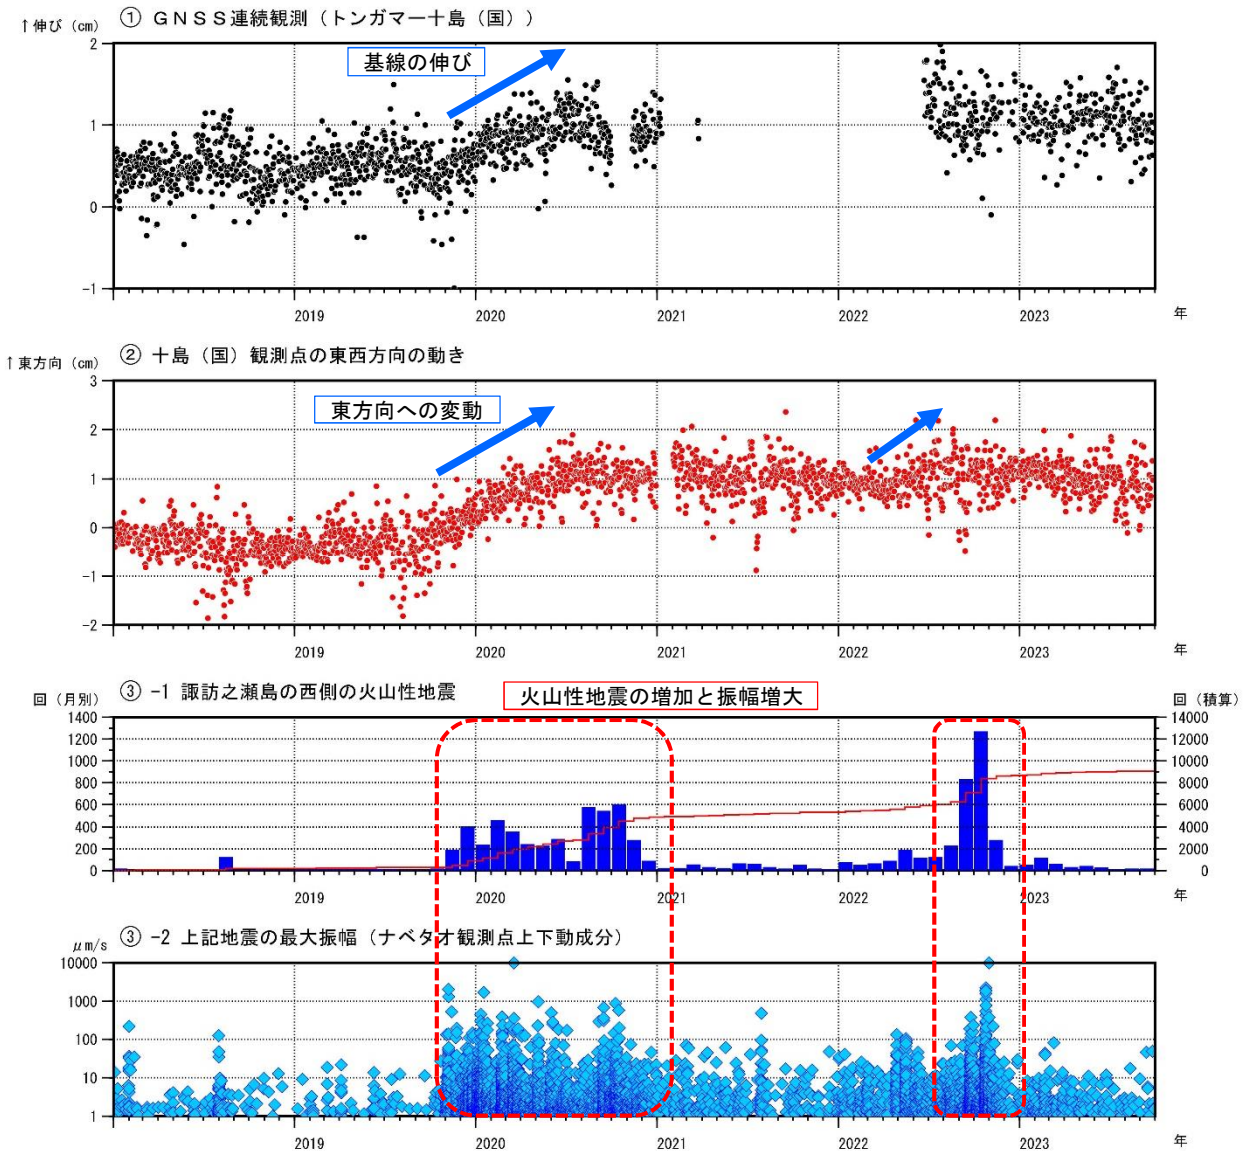 ① GNSS連続観測（トンガマー十島（国））
↑伸び（cm）
基線の伸び
2
1
0
-1
2019 2020 2021 2022 2023 年
② 十島（国）観測点の東西方向の動き
↑東方向（cm）
東方向への変動
3
2
1
0
-1
-2
2019 2020 2021 2022 2023 年
③ -1 諏訪之瀬島の西側の火山性地震
火山性地震の増加と振幅増大
回（月別） 回（積算）
1400 14000
1200 12000
1000 10000
800 8000
600 6000
400 4000
200 2000
0 0
2019 2020 2021 2022 2023 年
③ -2 上記地震の最大振幅（ナベタオ観測点上下動成分）
μm/s
10000
1000
100
10
1
2019 2020 2021 2022 2023 年